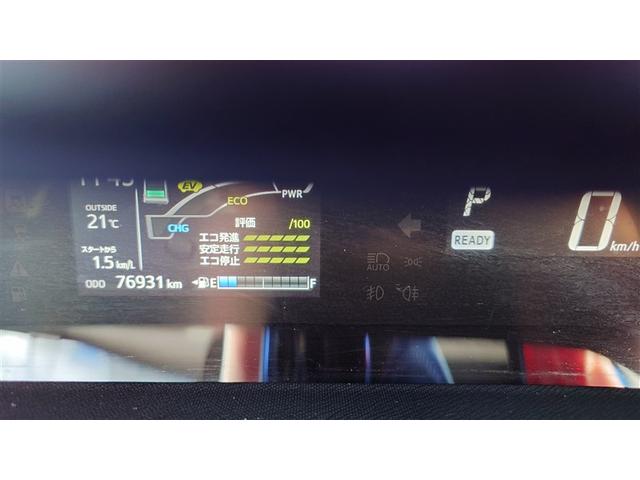 EV
PWR
ECO
CHG
OUTSIDE
21℃
評価 /100
エコ発進
スタートから
安定走行
1.5 km/L
エコ停止
ODO 76931 km
E F
P
READY
AUTO
0 km/h